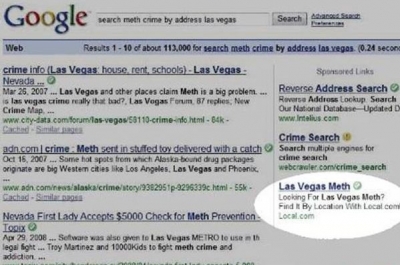 Google
search meth crime by address las vegas
Search
Advanced Search
Preferences
Web Results 1 - 10 of about 113,000 for search meth crime by address las vegas. (0.24 secon
crime info (Las Vegas: house, rent, schools) - Las Vegas -
Nevada ...
Mar 26, 2007 ... Las Vegas and other places claim Meth is a big problem. ...
is las vegas crime really that bad?, Las Vegas Forum, 67 replies; New
Crime Map, ...
www.city-data.com/forum/las-vegas/58110-crime-info.html - 84k -
Cached - Similar pages
adn.com | crime : Meth sent in stuffed toy delivered with a catch
Oct 16, 2007 ... Some hot spots from which Alaska-bound drug packages
originate are big Western cities like Los Angeles, Las Vegas and Phoenix,
...
www.adn.com/news/alaska/crime/story/9382951p-9296339c.html - 55k -
Cached - Similar pages
Nevada First Lady Accepts $5000 Check for Meth Prevention -
Topix
Apr 29, 2008 ... Software was also given to Las Vegas METRO to use in th
legal fight ... Troy Martinez and 10000Kids to fight meth crime and
addiction. ...
Sponsored Links
Reverse Address Search
Reverse Address Lookup. Search
Our National Database--Updated D
www.Intelius.com
Crime Search
Search multiple engines for
crime search
webcrawler.com/crime_search
Las Vegas Meth
Looking For Las Vegas Meth?
Find It By Location With Local.com!
Local.com